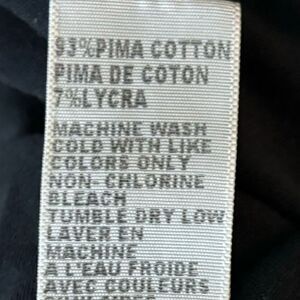 93%PIMA COTTON
PIMA DE COTON
7%LYCRA
MACHINE WASH
COLD WITH LIKE
COLORS ONLY
NON- CHLORINE
BLEACH
TUMBLE DRY LOW
LAVER EN
MACHINE
A L'EAU FROIDE
AVEC COULEURS